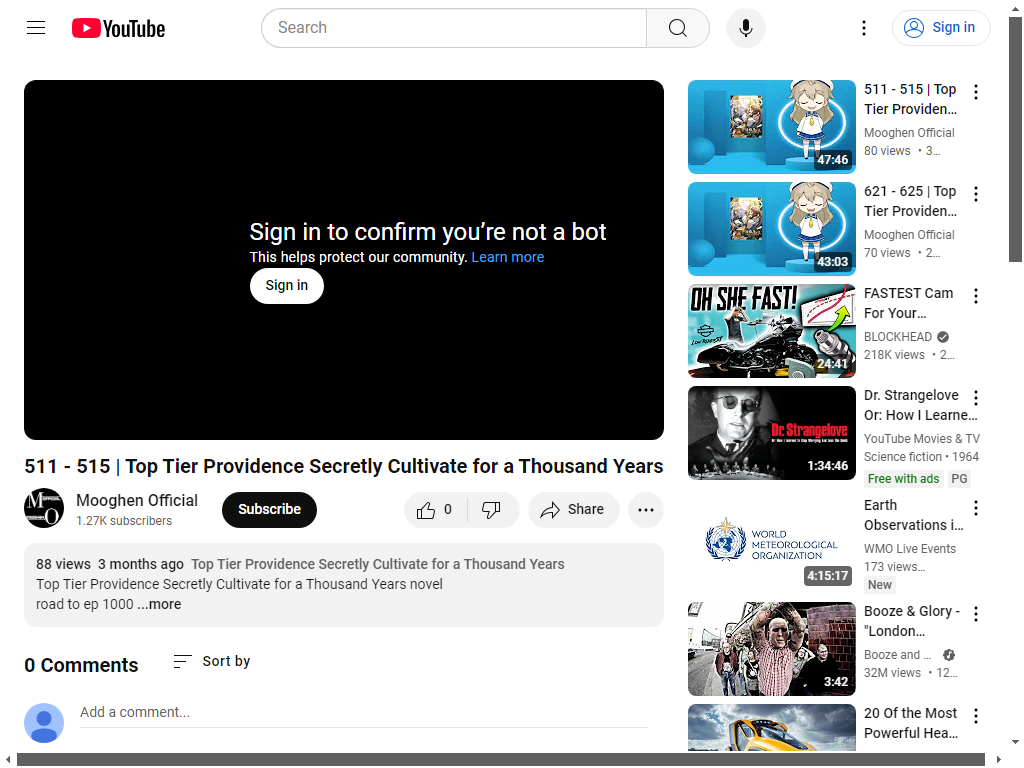 YouTube
Search
Sign in
Sign in to confirm you’re not a bot
This helps protect our community. Learn more
Sign in
511 - 515 | Top Tier Providence Secretly Cultivate for a Thousand Years
Mooghen Official
1.27K subscribers
Subscribe
0
Share
88 views 3 months ago Top Tier Providence Secretly Cultivate for a Thousand Years
Top Tier Providence Secretly Cultivate for a Thousand Years novel
road to ep 1000 ...more
0 Comments
Sort by
Add a comment...
47:46
511 - 515 | Top
Tier Providen...
Mooghen Official
80 views • 3...
43:03
621 - 625 | Top
Tier Providen...
Mooghen Official
70 views • 2...
OH SHE FAST!
24:41
FASTEST Cam
For Your...
BLOCKHEAD
218K views • 2...
Dr. Strangelove
1:34:46
Dr. Strangelove
Or: How I Learne...
YouTube Movies & TV
Science fiction • 1964
Free with ads PG
WORLD
METEOROLOGICAL
ORGANIZATION
4:15:17
Earth
Observations i...
WMO Live Events
173 views...
New
3:42
Booze & Glory -
"London...
Booze and ...
32M views • 12...
20 Of the Most
Powerful Hea...